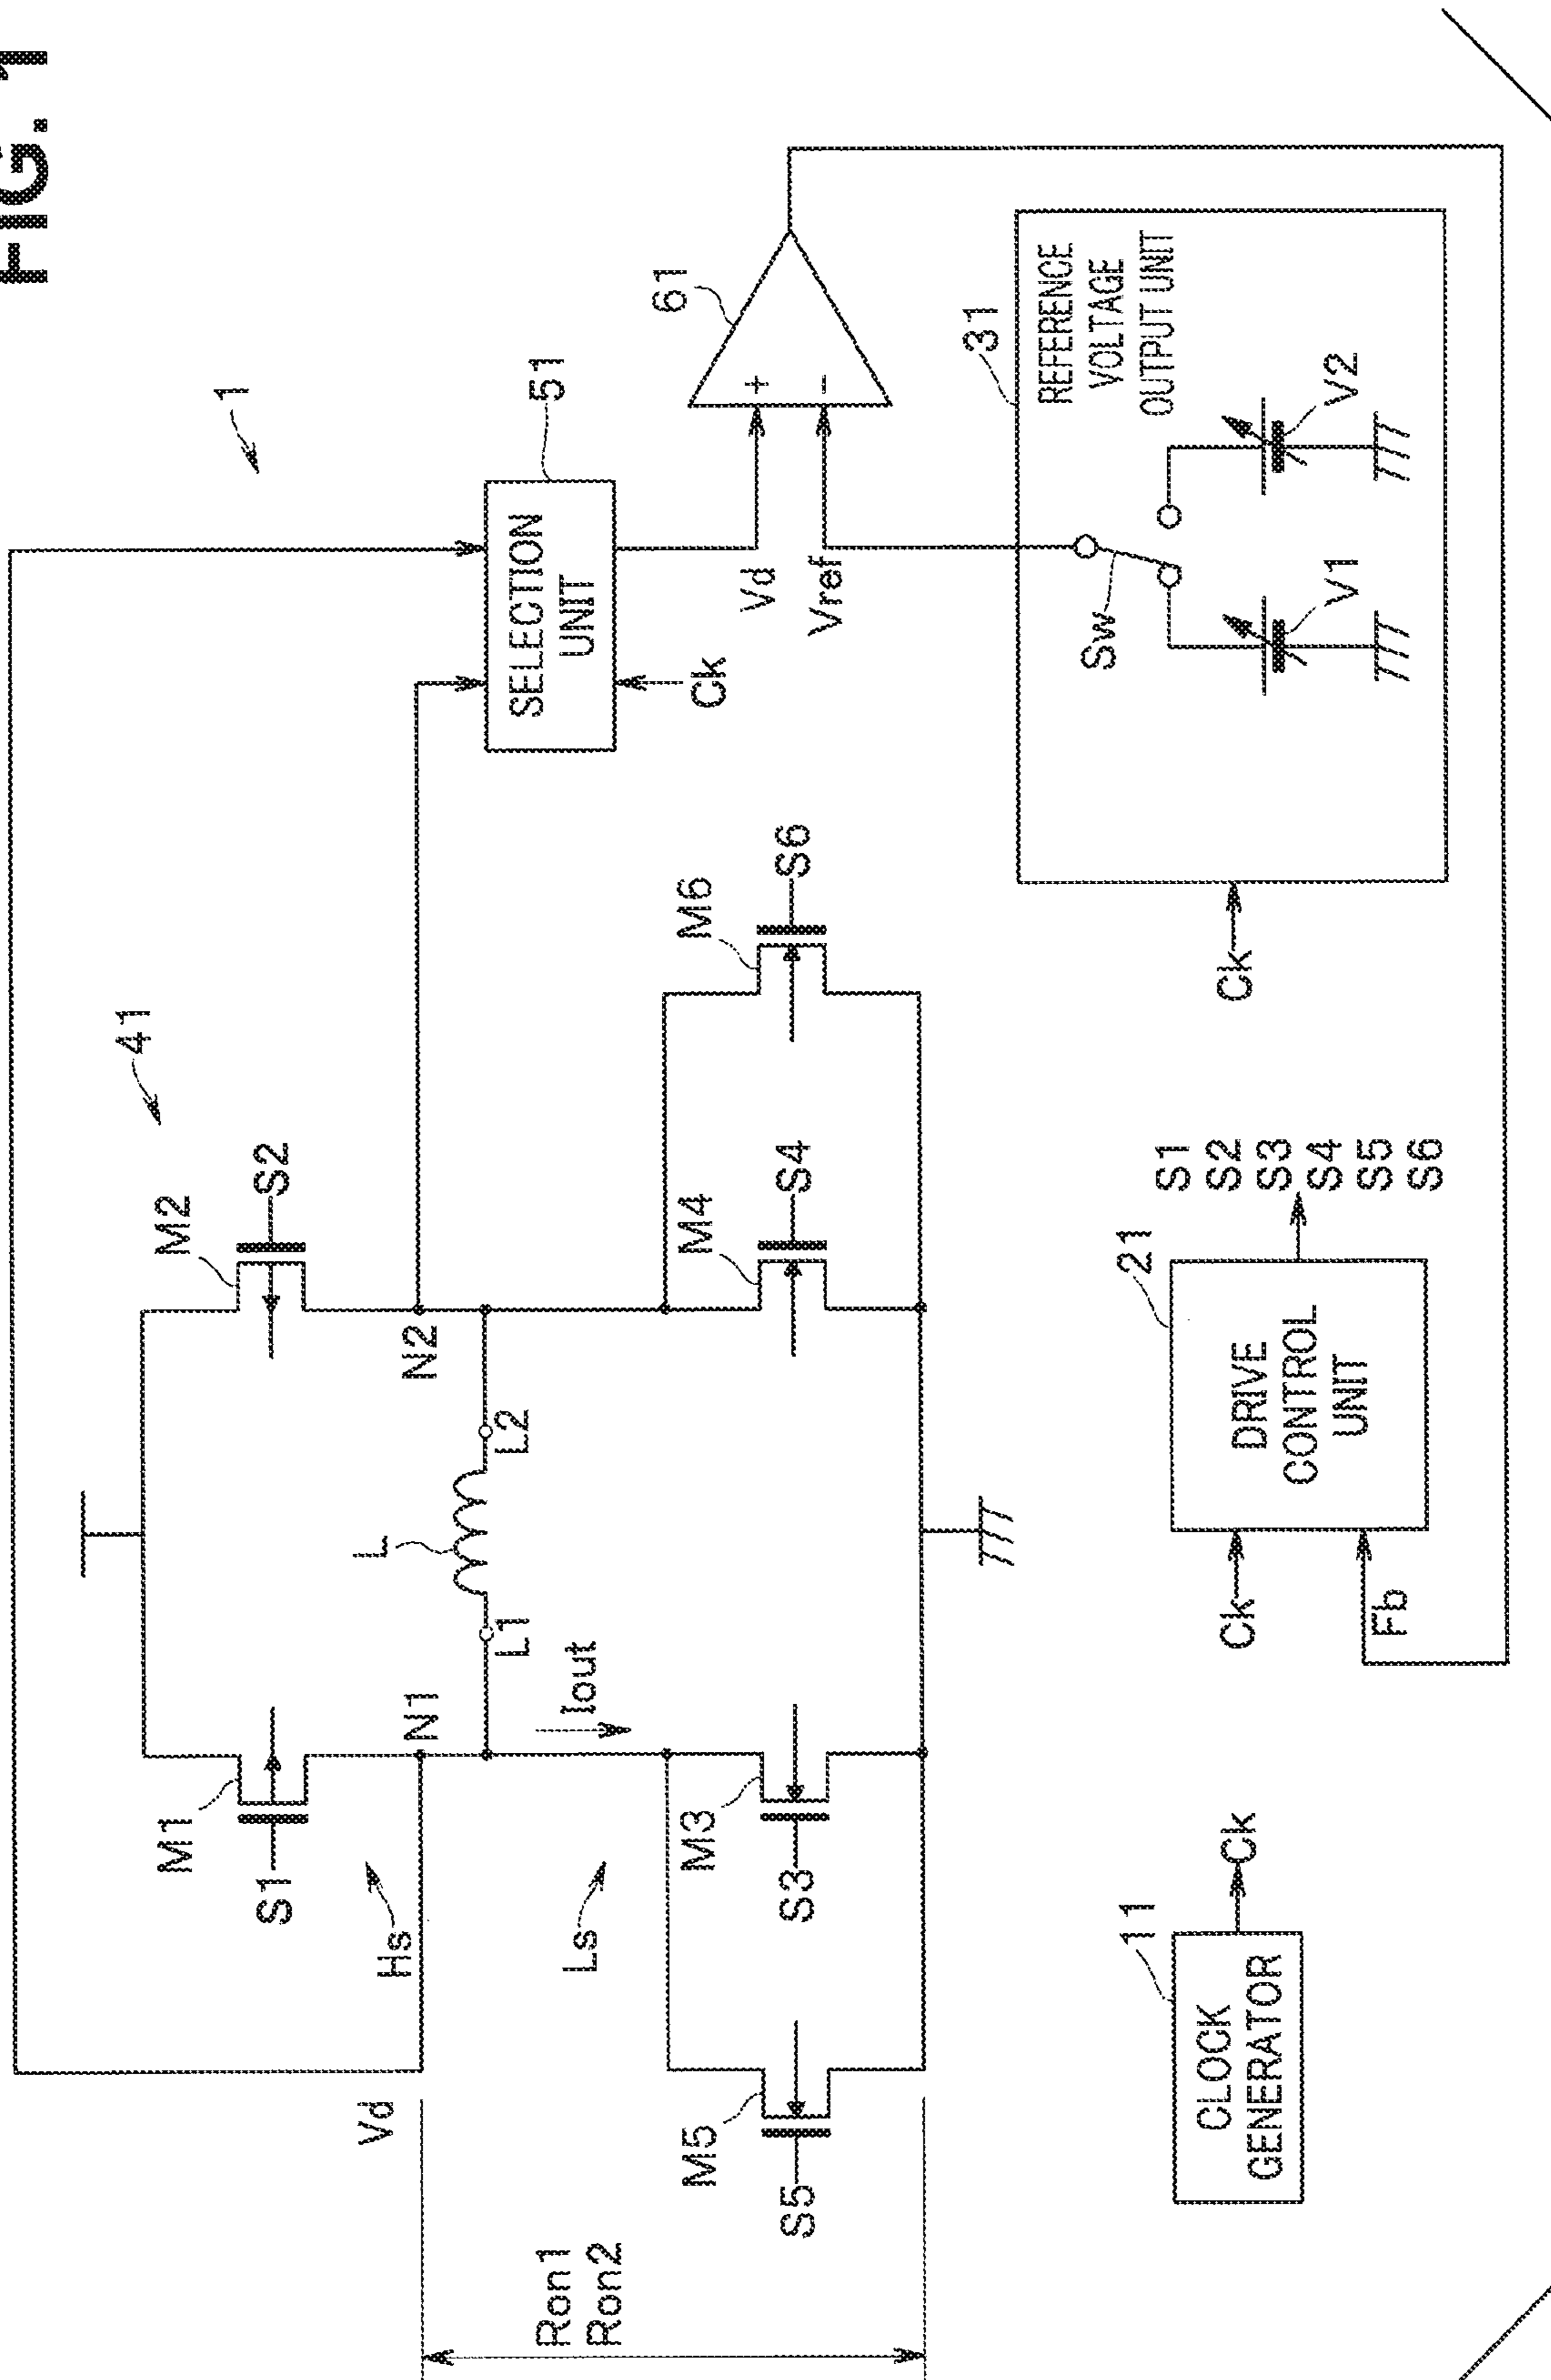 FIG. 1
1
41
M1
S1
M2
S2
Hs
Vd
N1
N2
L
L1
L2
Iout
Ls
SELECTION
UNIT
51
Ck
Ron1
Ron2
M5
S5
M3
S3
M4
S4
M6
S6
Vd
Vref
+
-
61
CLOCK
GENERATOR
11
Ck
DRIVE
CONTROL
UNIT
21
Ck
Fb
S1
S2
S3
S4
S5
S6
REFERENCE
VOLTAGE
OUTPUT UNIT
31
Ck
Sw
V1
V2